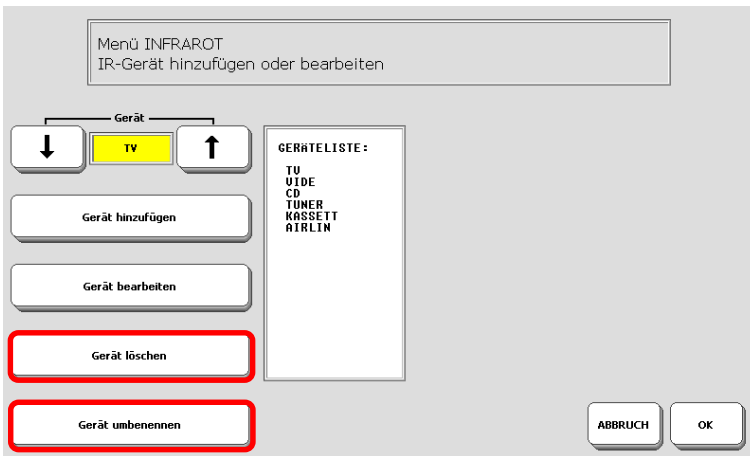 Menü INFRAROT
IR-Gerät hinzufügen oder bearbeiten
Gerät
TV
Gerät hinzufügen
Gerät bearbeiten
Gerät löschen
Gerät umbenennen
GERÄTELISTE:
TV
VIDE
CD
TUNER
KASSETT
AIRLIN
ABBRUCH
OK